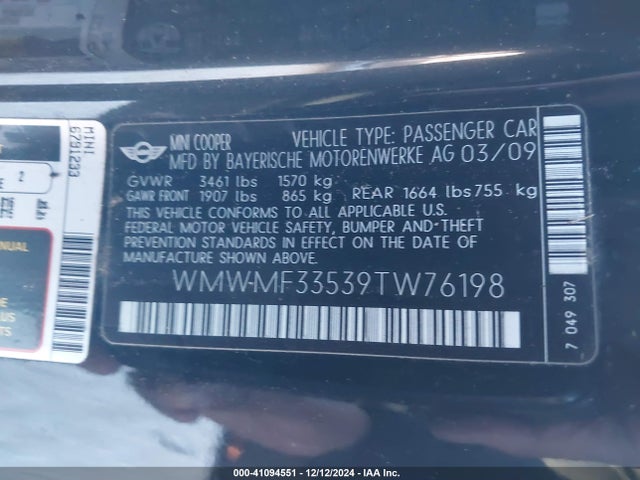 MINI COOPER VEHICLE TYPE: PASSENGER CAR
MFD BY BAYERISCHE MOTORENWERKE AG 03/09
GVWR 3461 lbs 1570 kg
GAWR FRONT 1907 lbs 865 kg REAR 1664 lbs 755 kg
THIS VEHICLE CONFORMS TO ALL APPLICABLE U.S.
FEDERAL MOTOR VEHICLE SAFETY, BUMPER AND THEFT
PREVENTION STANDARDS IN EFFECT ON THE DATE OF
MANUFACTURE SHOWN ABOVE.
WMWMF33539TW76198
7 049 307
MINI
6791233
2
ANUAL
000-41094551 - 12/12/2024 - IAA Inc.